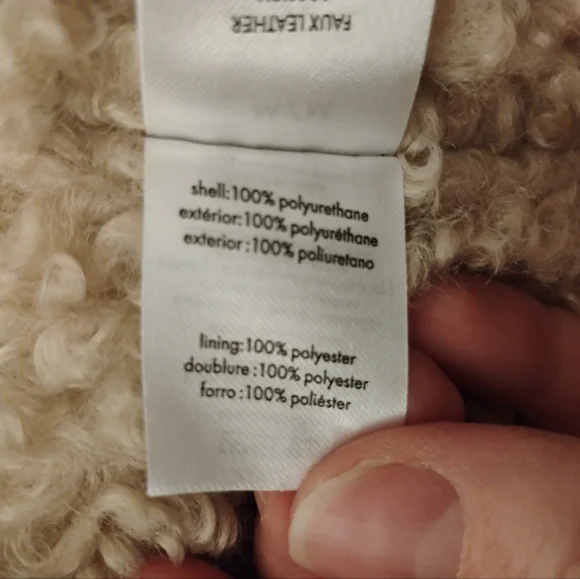 FAUX LEATHER
shell:100% polyurethane
extérior:100% polyuréthane
exterior:100% poliuretano
lining:100% polyester
doublure:100% polyester
forro:100% poliéster